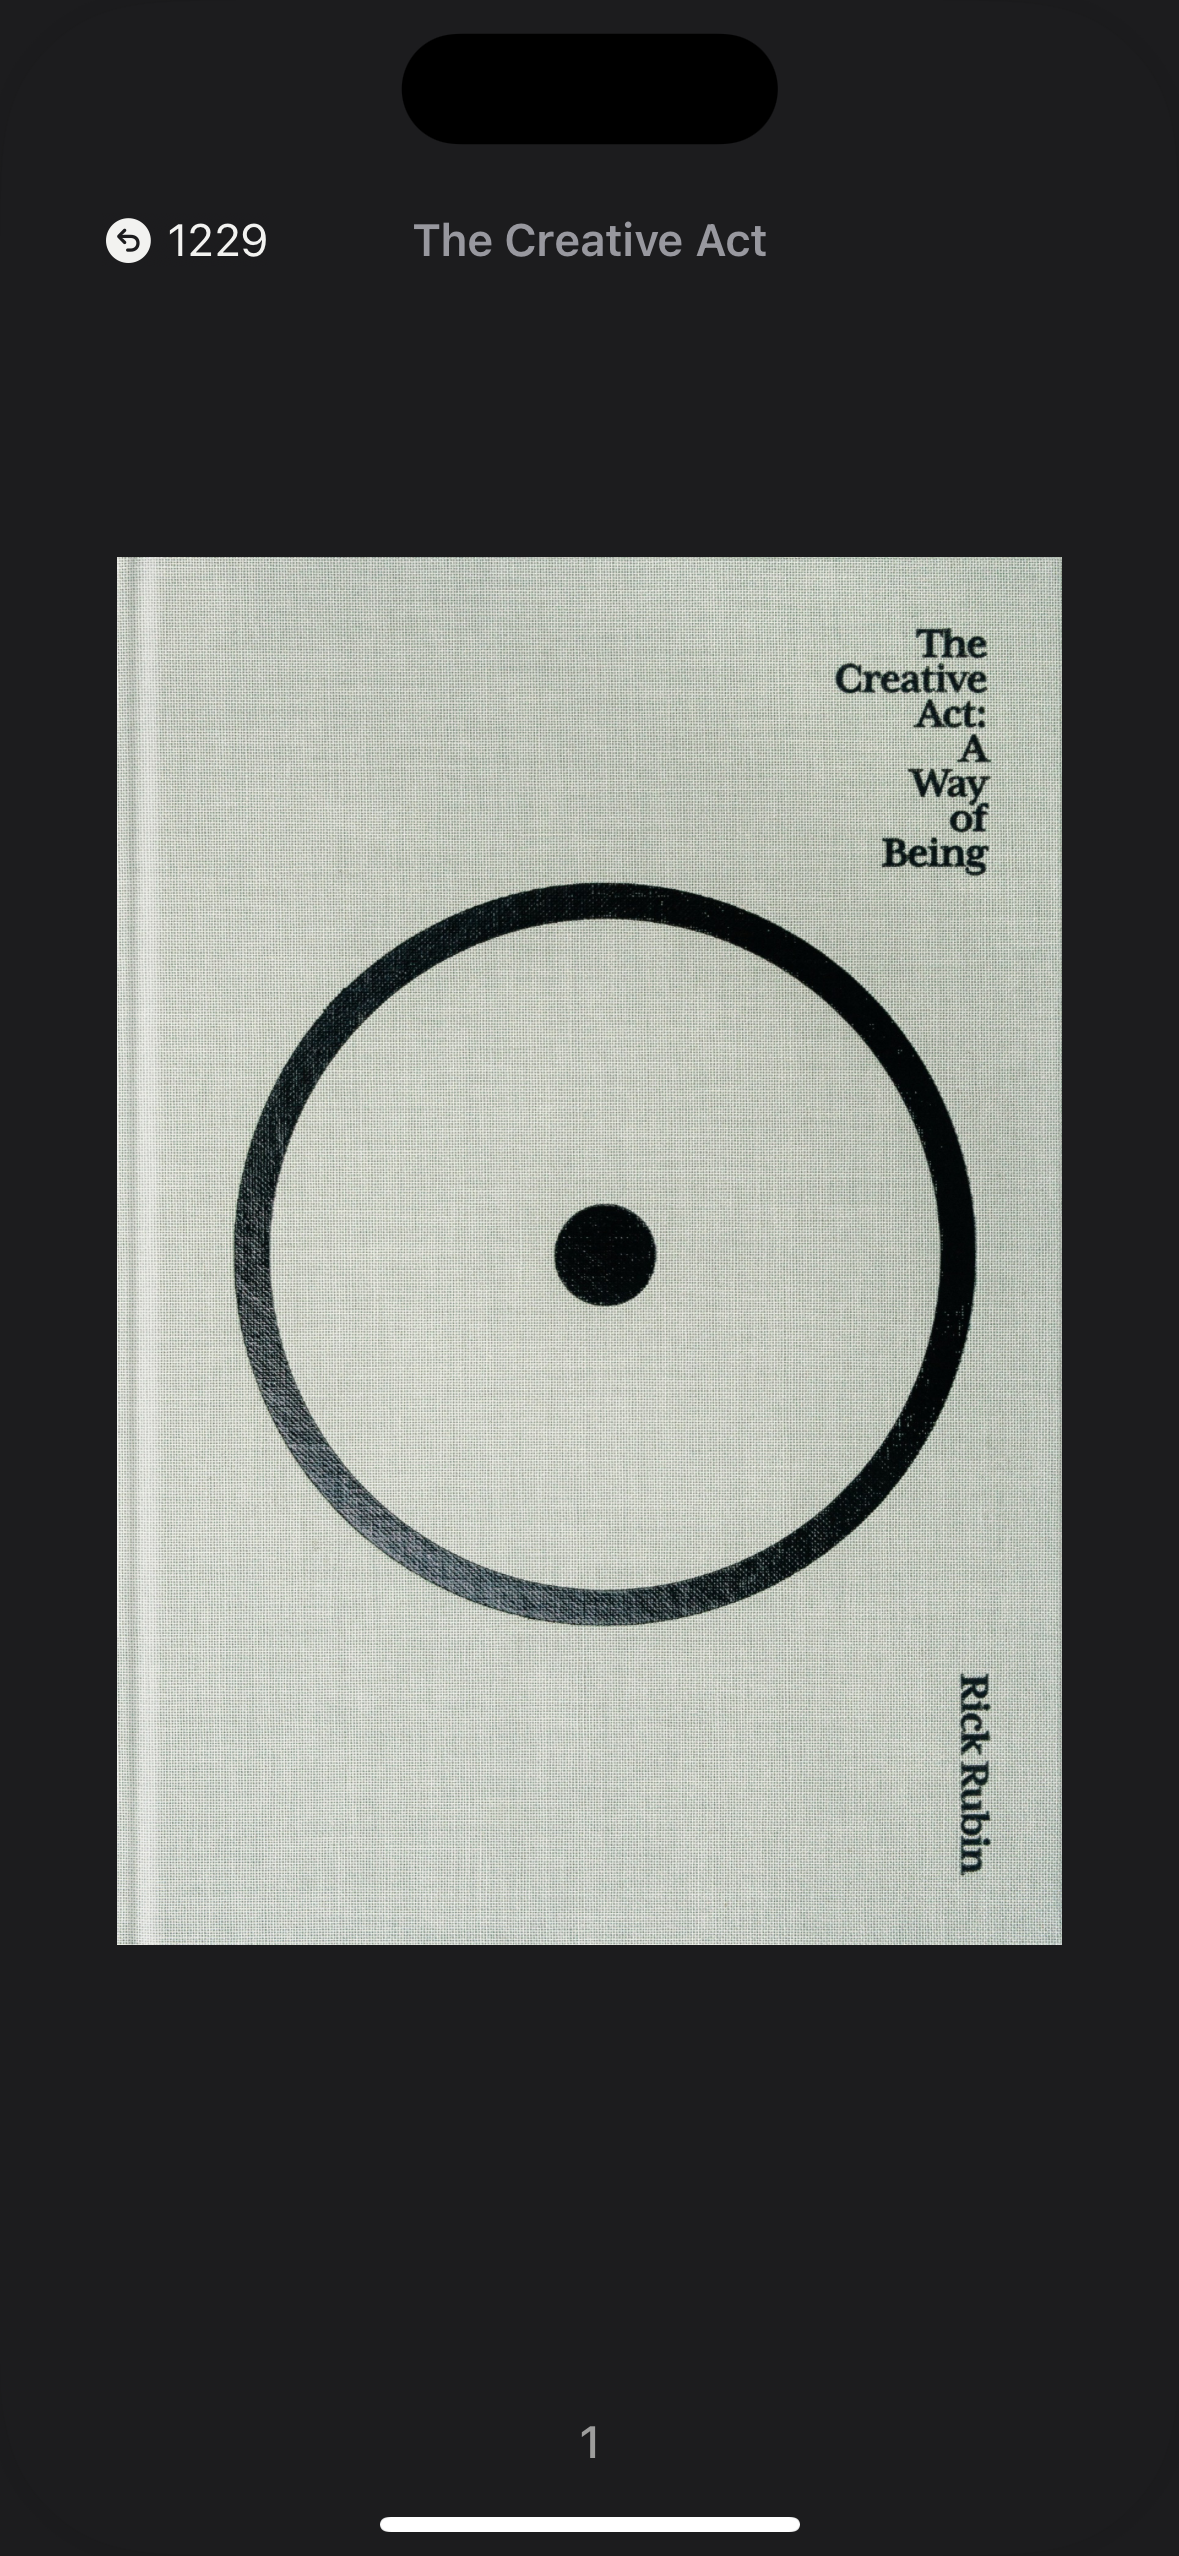 1229
The Creative Act
The
Creative
Act:
A
Way
of
Being
Rick Rubin
1